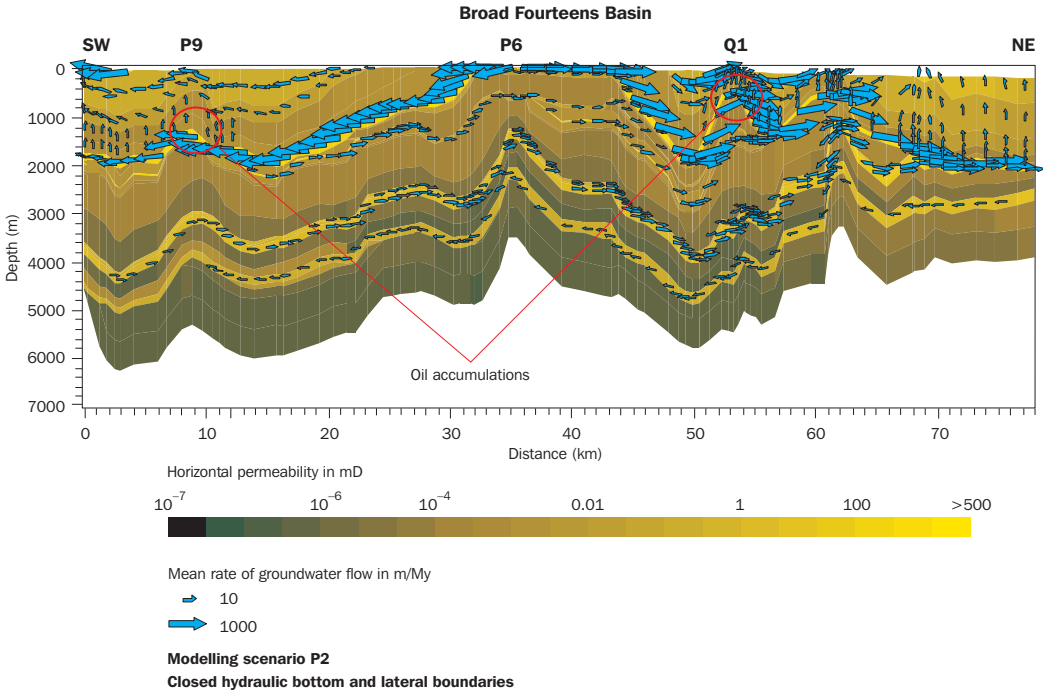 Broad Fourteens Basin
SW P9 P6 Q1 NE
0
1000
2000
3000
4000
5000
6000
7000
Depth (m)
Oil accumulations
0 10 20 30 40 50 60 70
Distance (km)
Horizontal permeability in mD
10⁻⁷ 10⁻⁶ 10⁻⁴ 0.01 1 100 >500
Mean rate of groundwater flow in m/My
10
1000
Modelling scenario P2
Closed hydraulic bottom and lateral boundaries